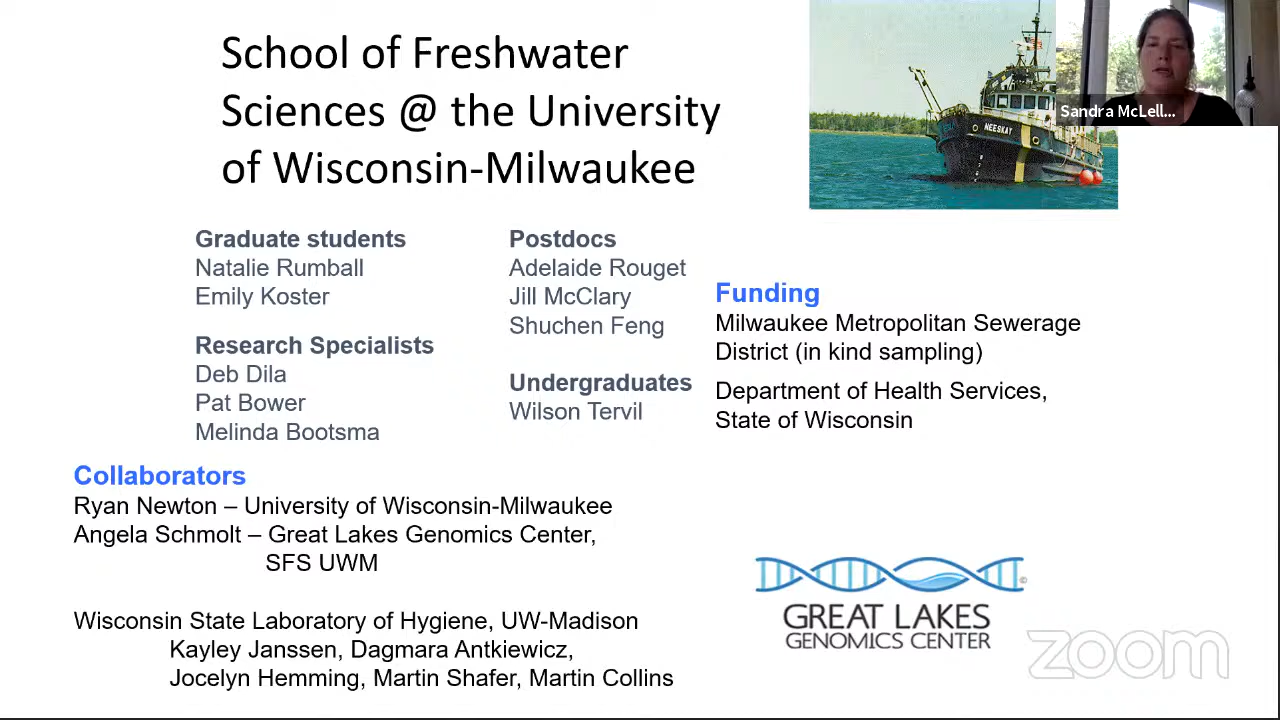 School of Freshwater
Sciences @ the University
of Wisconsin-Milwaukee
NEESKAY
Sandra McLell...
Graduate students
Natalie Rumball
Emily Koster
Research Specialists
Deb Dila
Pat Bower
Melinda Bootsma
Postdocs
Adelaide Rouget
Jill McClary
Shuchen Feng
Undergraduates
Wilson Tervil
Funding
Milwaukee Metropolitan Sewerage
District (in kind sampling)
Department of Health Services,
State of Wisconsin
Collaborators
Ryan Newton – University of Wisconsin-Milwaukee
Angela Schmolt – Great Lakes Genomics Center,
SFS UWM
Wisconsin State Laboratory of Hygiene, UW-Madison
Kayley Janssen, Dagmara Antkiewicz,
Jocelyn Hemming, Martin Shafer, Martin Collins
©
GREAT LAKES
GENOMICS CENTER
zoom